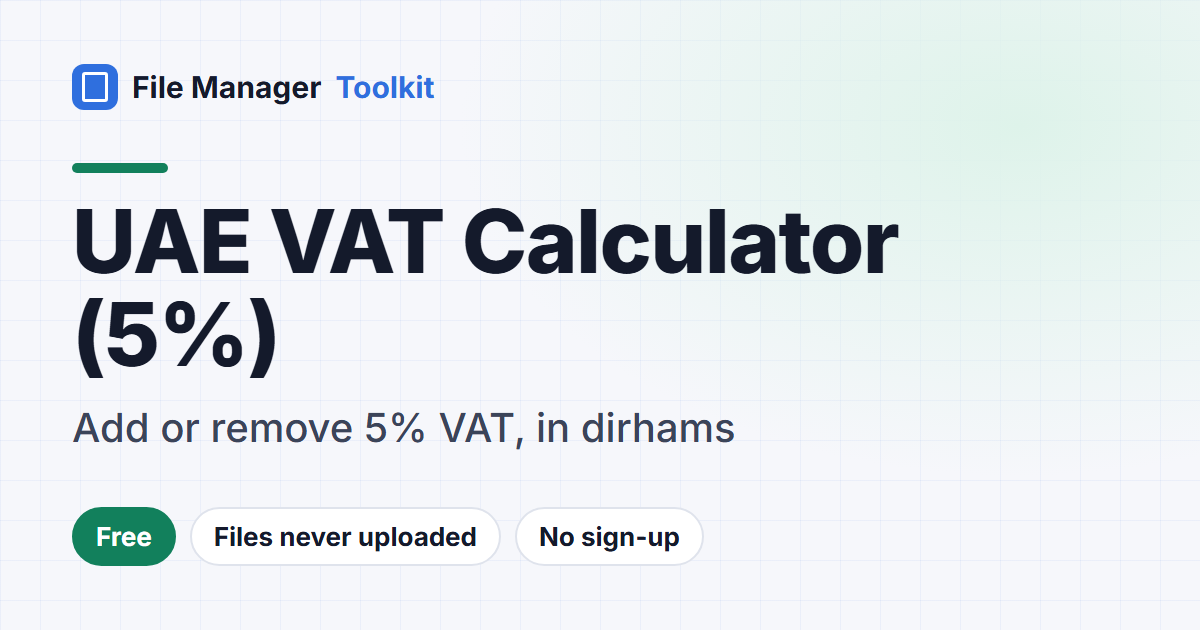 File Manager Toolkit
UAE VAT Calculator
(5%)
Add or remove 5% VAT, in dirhams
Free
Files never uploaded
No sign-up